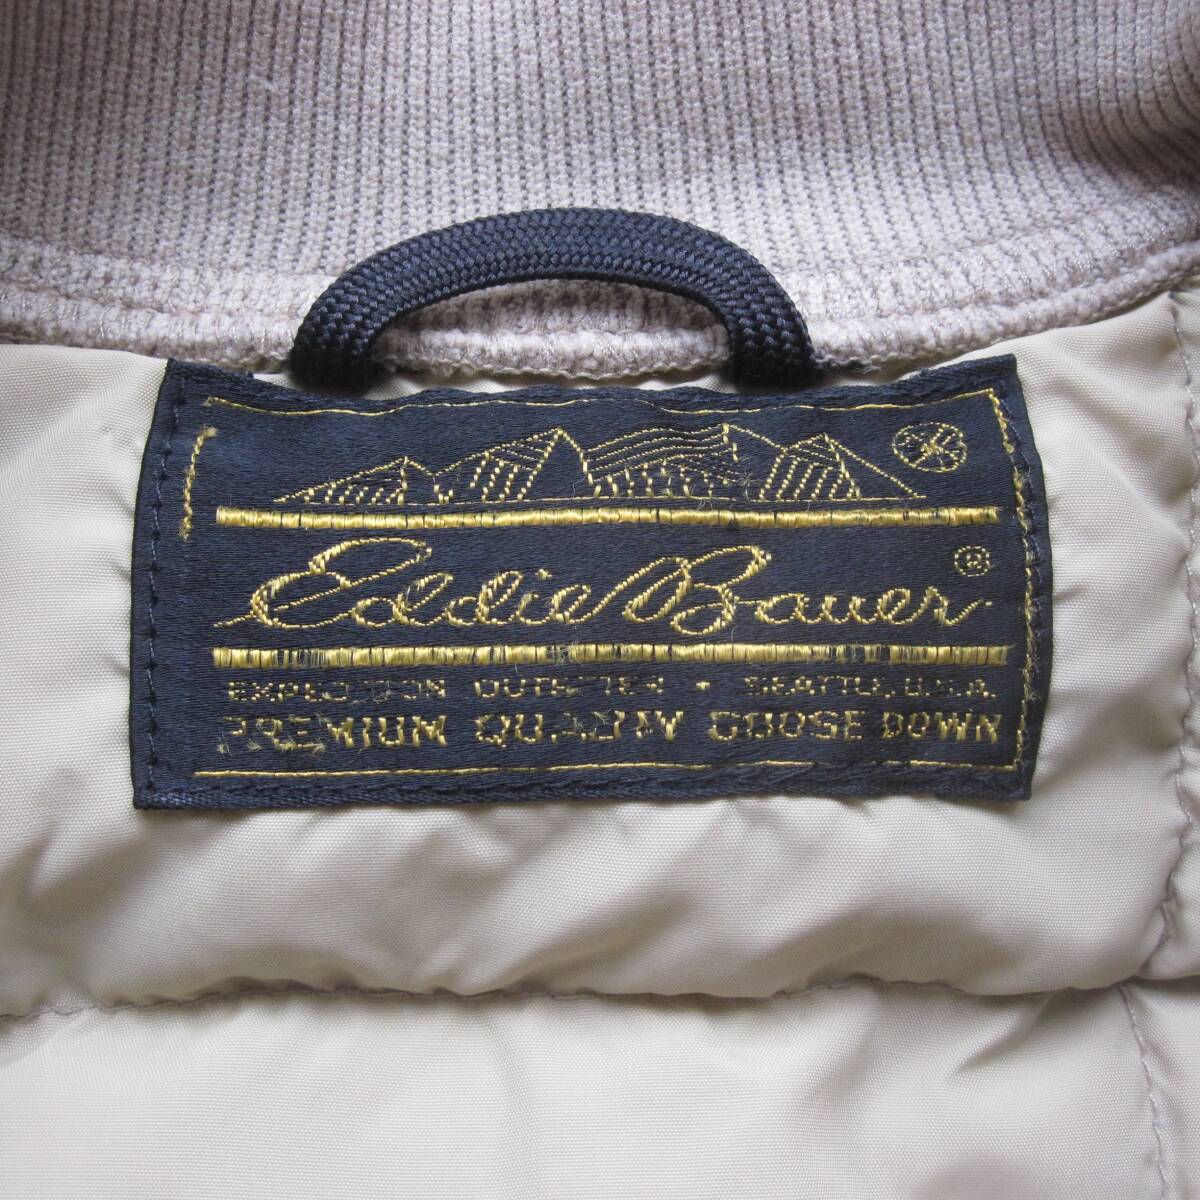 Eddie Bauer ®
EXPEDITION OUTFITTER • SEATTLE, U.S.A.
PREMIUM QUALITY GOOSE DOWN